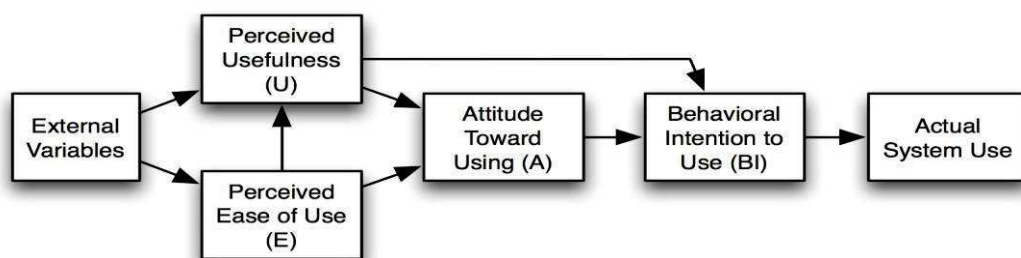 External
Variables
Perceived
Usefulness
(U)
Perceived
Ease of Use
(E)
Attitude
Toward
Using (A)
Behavioral
Intention to
Use (BI)
Actual
System Use